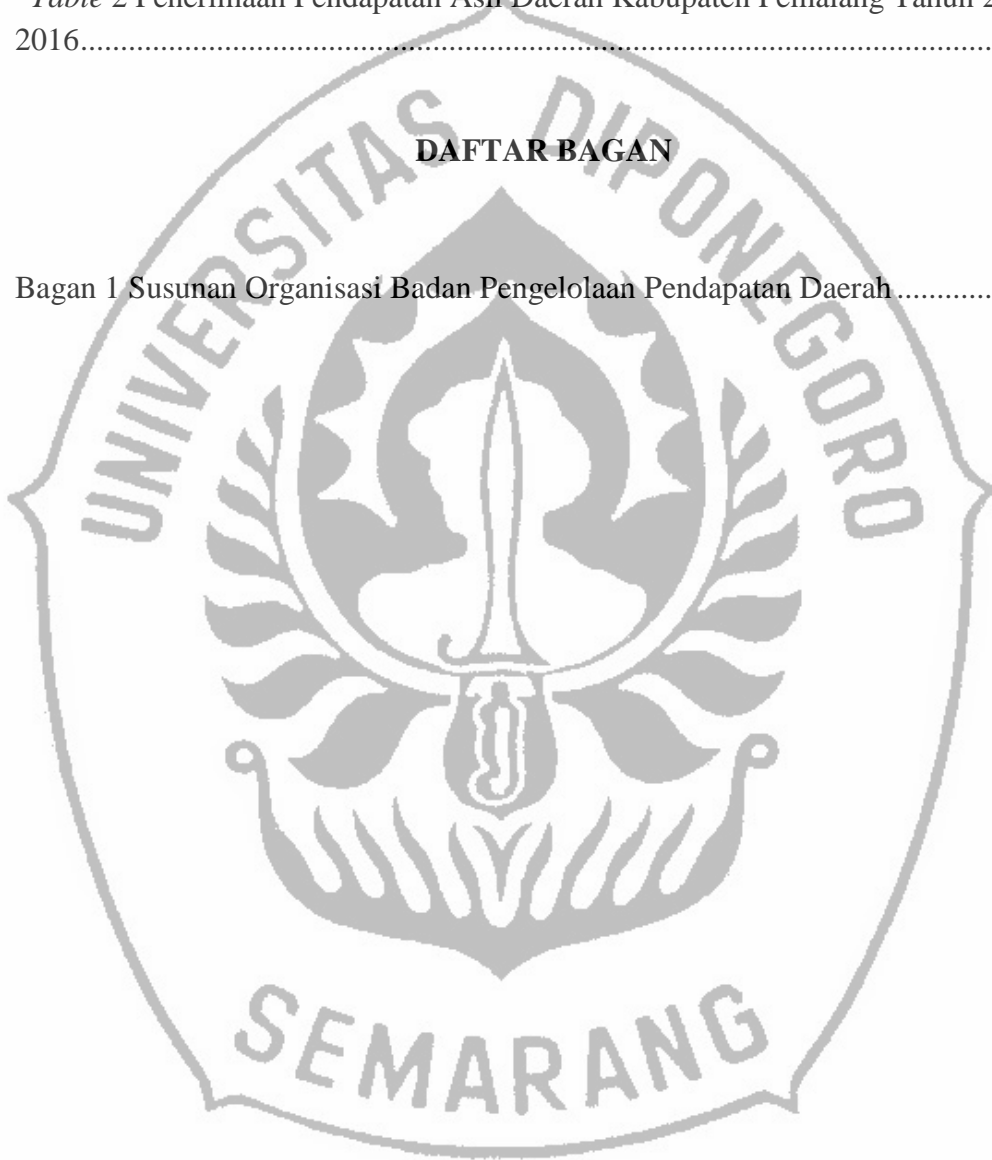 Table 2 Penerimaan Pendapatan Asli Daerah Kabupaten Pemalang Tahun 2
2016...............................................................................................................
DAFTAR BAGAN
Bagan 1 Susunan Organisasi Badan Pengelolaan Pendapatan Daerah............
UNIVERSITAS DIPONEGORO
SEMARANG